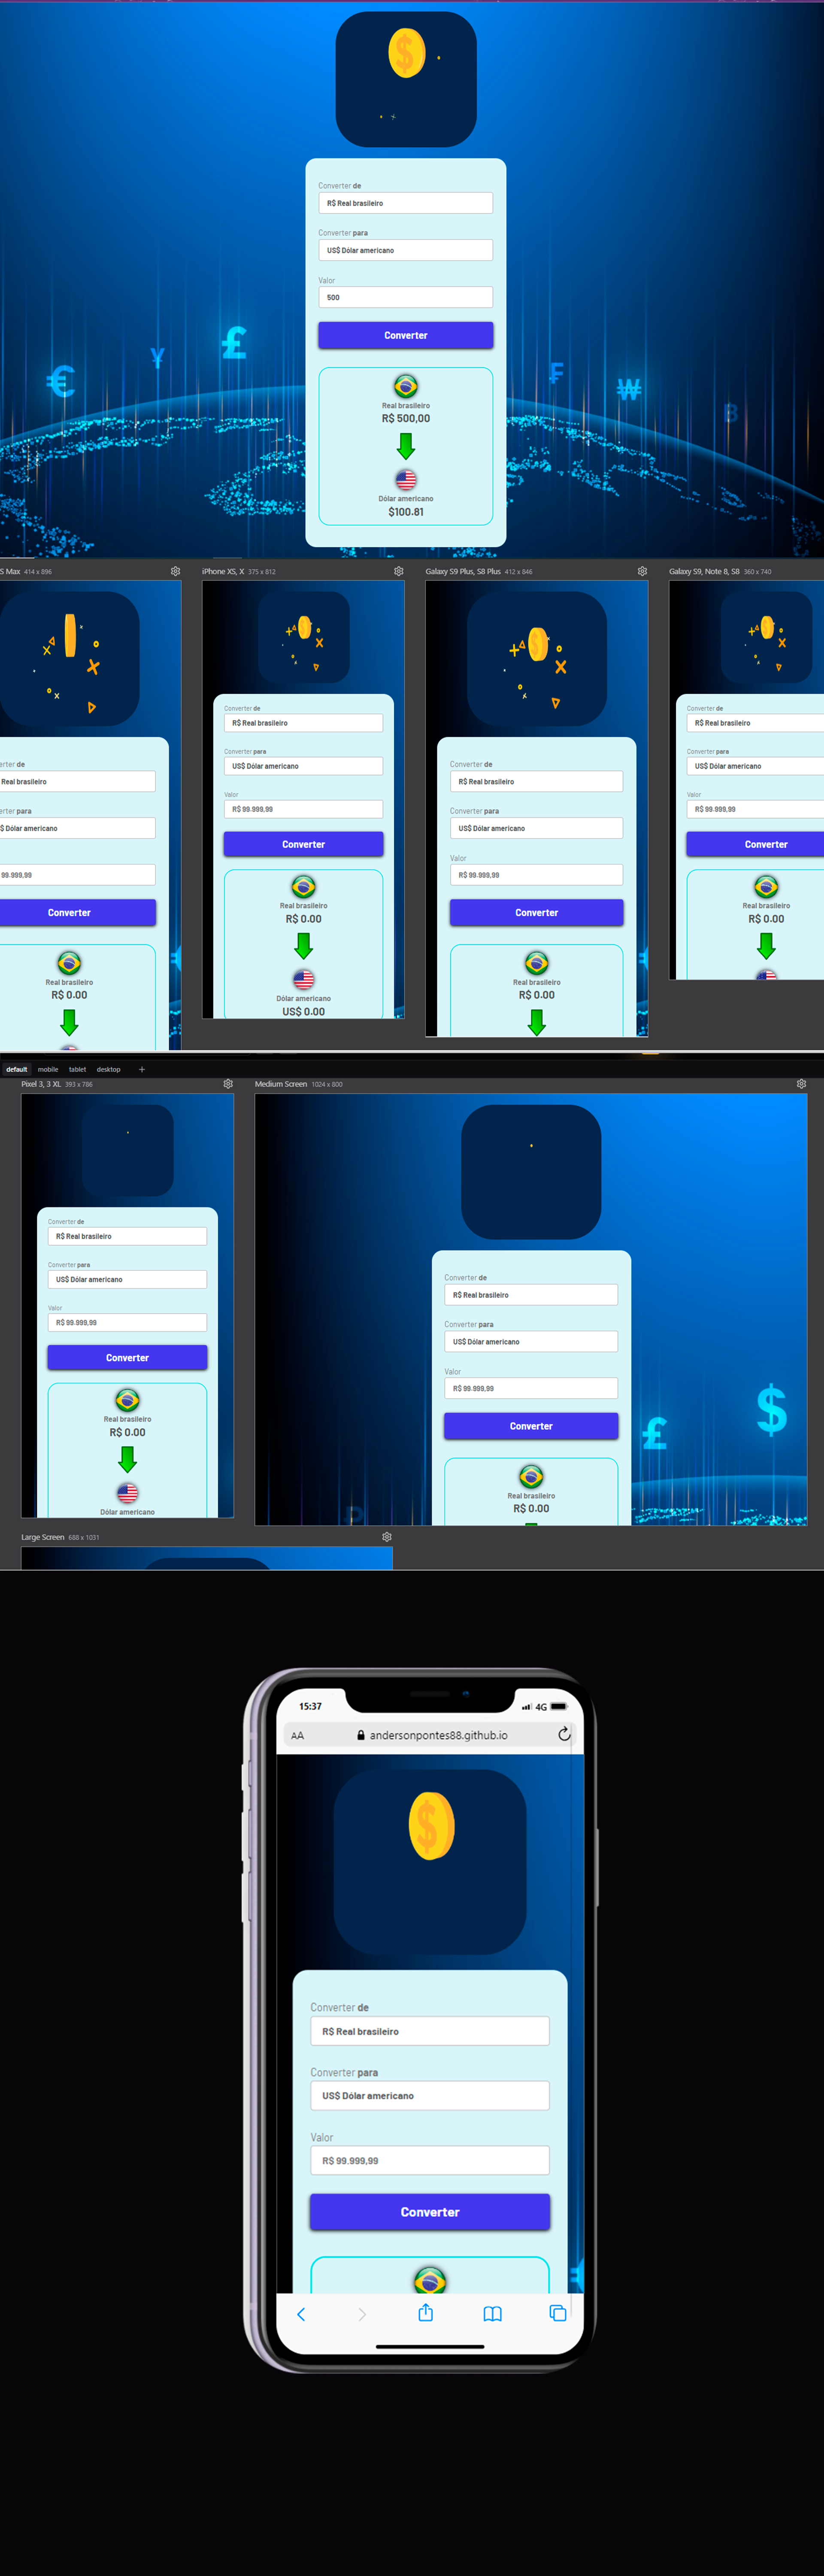 Converter de
R$ Real brasileiro
Converter para
US$ Dólar americano
Valor
500
Converter
Real brasileiro
R$ 500,00
Dólar americano
$100.81
S Max 414 x 896
iPhone XS, X 375 x 812
Galaxy S9 Plus, S8 Plus 412 x 846
Galaxy S9, Note 8, S8 360 x 740
erter de
Real brasileiro
erter para
$ Dólar americano
99.999,99
Converter
Real brasileiro
R$ 0.00
Converter de
R$ Real brasileiro
Converter para
US$ Dólar americano
Valor
R$ 99.999,99
Converter
Real brasileiro
R$ 0.00
Dólar americano
US$ 0.00
Converter de
R$ Real brasileiro
Converter para
US$ Dólar americano
Valor
R$ 99.999,99
Converter
Real brasileiro
R$ 0.00
Converter de
R$ Real brasileiro
Converter para
US$ Dólar americano
Valor
R$ 99.999,99
Converter
Real brasileiro
R$ 0.00
default mobile tablet desktop +
Pixel 3, 3 XL 393 x 786
Medium Screen 1024 x 800
Converter de
R$ Real brasileiro
Converter para
US$ Dólar americano
Valor
R$ 99.999,99
Converter
Real brasileiro
R$ 0.00
Dólar americano
Converter de
R$ Real brasileiro
Converter para
US$ Dólar americano
Valor
R$ 99.999,99
Converter
Real brasileiro
R$ 0.00
Large Screen 688 x 1031
15:37 4G
AA andersonpontes88.github.io
Converter de
R$ Real brasileiro
Converter para
US$ Dólar americano
Valor
R$ 99.999,99
Converter